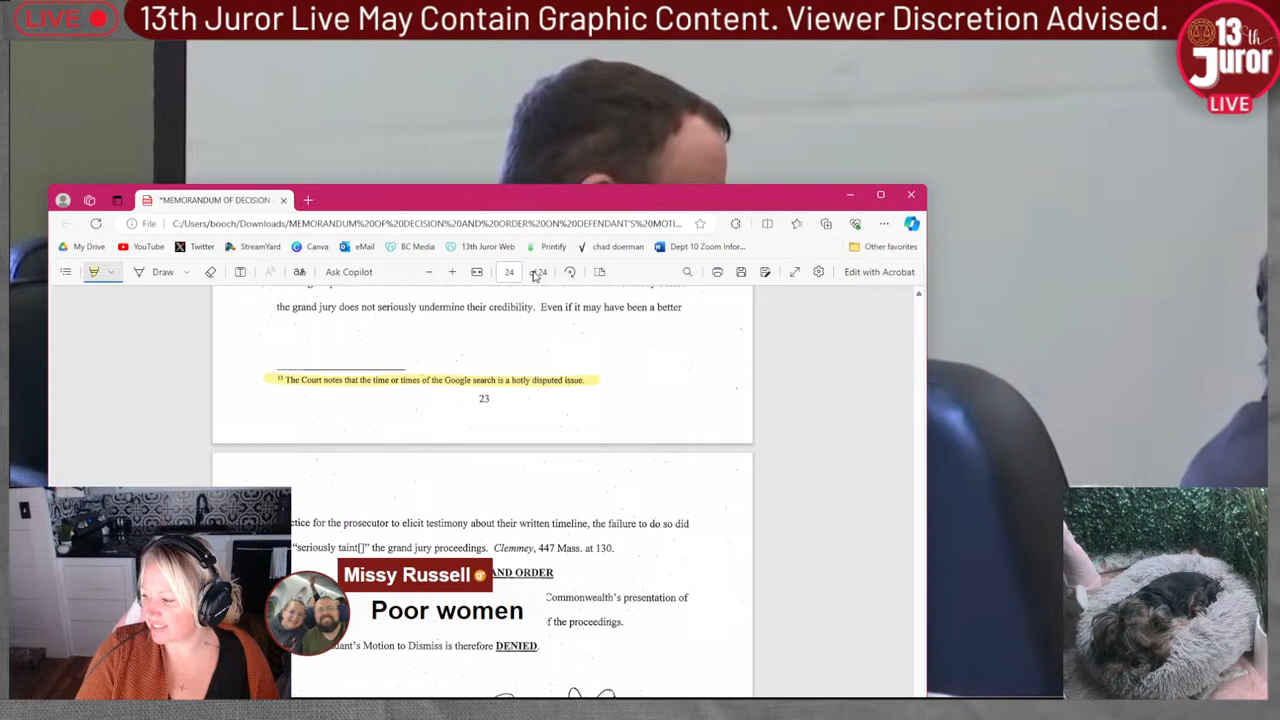 LIVE
13th Juror Live May Contain Graphic Content. Viewer Discretion Advised.
13th
Juror
LIVE
*MEMORANDUM OF DECISION
File
C:/Users/booch/Downloads/MEMORANDUM%20OF%20DECISION%20AND%20ORDER%20ON%20DEFENDANT'S%20MOTI...
My Drive
YouTube
Twitter
StreamYard
Canva
eMail
BC Media
13th Juror Web
Printify
chad doerman
Dept 10 Zoom Infor...
Other favorites
Draw
Ask Copilot
24
24
Edit with Acrobat
the grand jury does not seriously undermine their credibility. Even if it may have been a better
13 The Court notes that the time or times of the Google search is a hotly disputed issue.
23
ctice for the prosecutor to elicit testimony about their written timeline, the failure to do so did
"seriously taint[]" the grand jury proceedings. Clemmey, 447 Mass. at 130.
AND ORDER
Missy Russell
Commonwealth's presentation of
Poor women
f the proceedings.
dant's Motion to Dismiss is therefore DENIED.